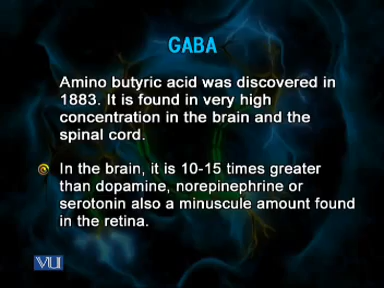 GABA
Amino butyric acid was discovered in
1883. It is found in very high
concentration in the brain and the
spinal cord.
In the brain, it is 10-15 times greater
than dopamine, norepinephrine or
serotonin also a minuscule amount found
in the retina.
VU